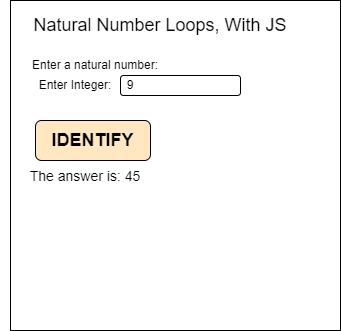 Natural Number Loops, With JS
Enter a natural number:
Enter Integer: 9
IDENTIFY
The answer is: 45